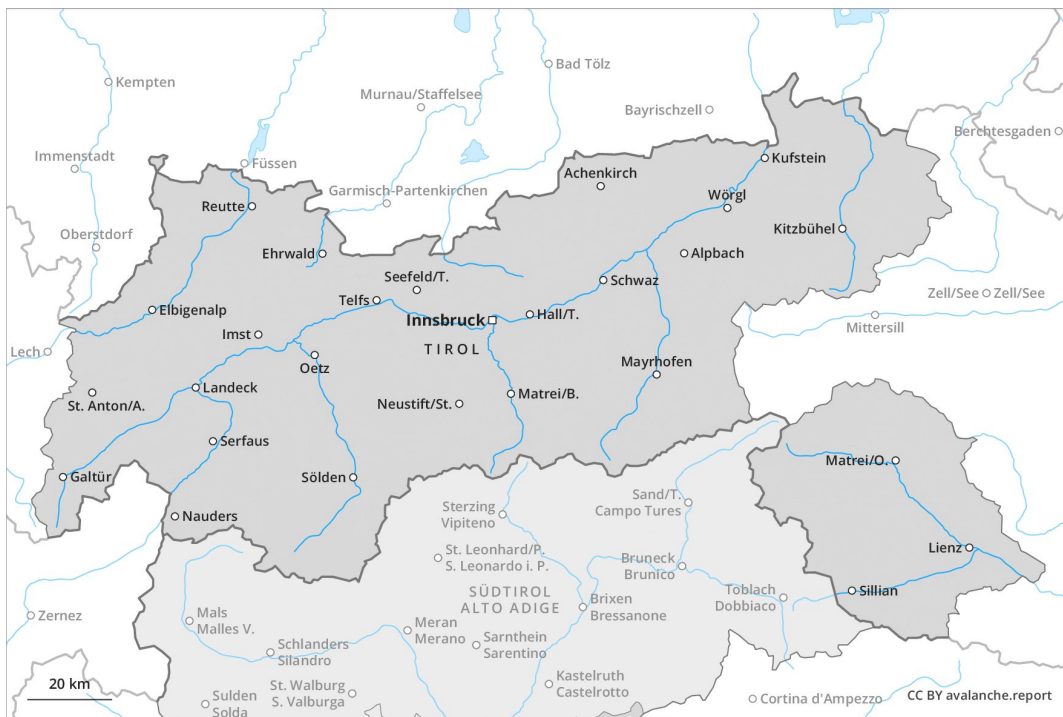 Kempten
Bad Tölz
Murnau/Staffelsee
Bayrischzell
Berchtesgaden
Immenstadt
Füssen
Garmisch-Partenkirchen
Achenkirch
Kufstein
Reutte
Wörgl
Oberstdorf
Ehrwald
Kitzbühel
Alpbach
Seefeld/T.
Schwaz
Zell/See
Zell/See
Telfs
Elbigenalp
Innsbruck
Hall/T.
Mittersill
Imst
Lech
TIROL
Oetz
Mayrhofen
Landeck
St. Anton/A.
Neustift/St.
Matrei/B.
Serfaus
Matrei/O.
Galtür
Sölden
Nauders
Sterzing
Vipiteno
Sand/T.
Campo Tures
Lienz
St. Leonhard/P.
S. Leonardo i. P.
Bruneck
Brunico
SÜDTIROL
ALTO ADIGE
Toblach
Dobbiaco
Sillian
Brixen
Bressanone
Zernez
Mals
Malles V.
Meran
Merano
Sarnthein
Sarentino
Schlanders
Silandro
20 km
St. Walburg
S. Valburga
Kastelruth
Castelrotto
Sulden
Solda
Cortina d'Ampezzo
CC BY avalanche.report